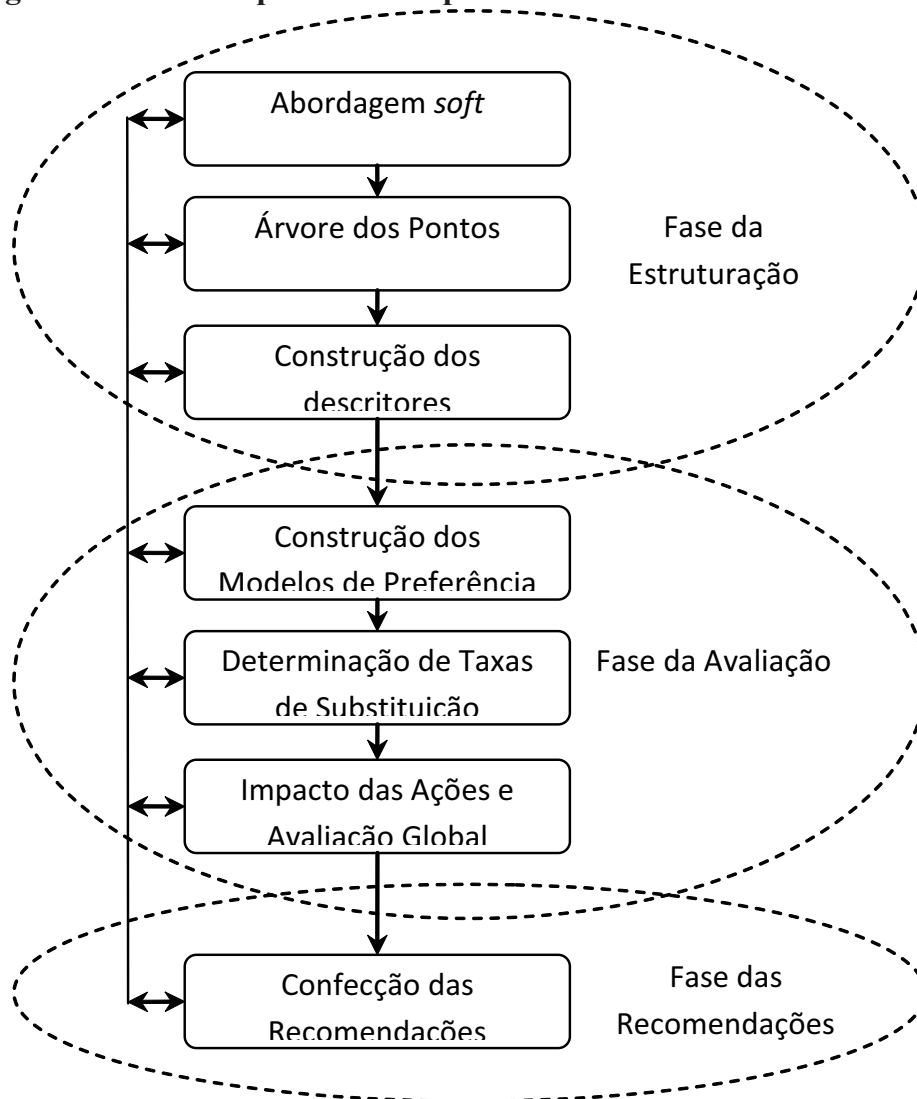 Abordagem soft
Árvore dos Pontos
Fase da
Estruturação
Construção dos
descritores
Construção dos
Modelos de Preferência
Determinação de Taxas
de Substituição
Fase da Avaliação
Impacto das Ações e
Avaliação Global
Confecção das
Recomendações
Fase das
Recomendações